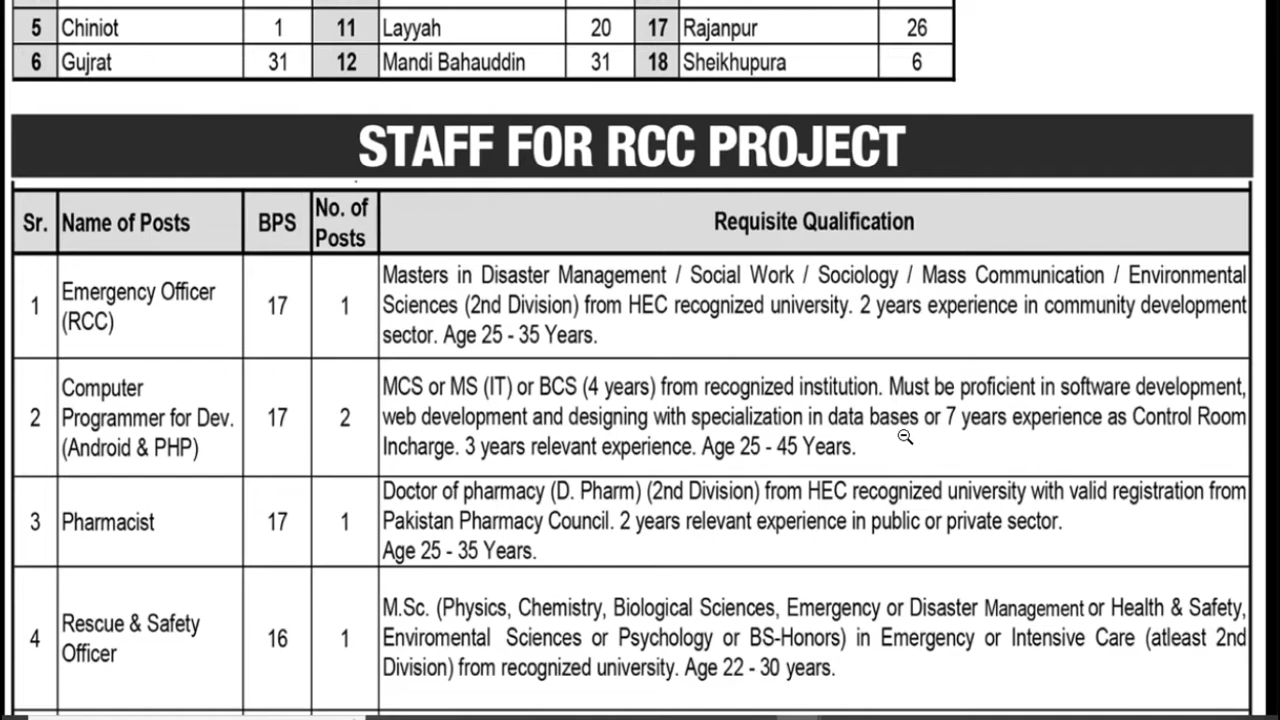 5 Chiniot 1 11 Layyah 20 17 Rajanpur 26
6 Gujrat 31 12 Mandi Bahauddin 31 18 Sheikhupura 6
STAFF FOR RCC PROJECT
Sr. Name of Posts BPS No. of Posts Requisite Qualification
1 Emergency Officer (RCC) 17 1
Masters in Disaster Management / Social Work / Sociology / Mass Communication / Environmental
Sciences (2nd Division) from HEC recognized university. 2 years experience in community development
sector. Age 25 - 35 Years.
2 Computer Programmer for Dev. (Android & PHP) 17 2
MCS or MS (IT) or BCS (4 years) from recognized institution. Must be proficient in software development,
web development and designing with specialization in data bases or 7 years experience as Control Room
Incharge. 3 years relevant experience. Age 25 - 45 Years.
3 Pharmacist 17 1
Doctor of pharmacy (D. Pharm) (2nd Division) from HEC recognized university with valid registration from
Pakistan Pharmacy Council. 2 years relevant experience in public or private sector.
Age 25 - 35 Years.
4 Rescue & Safety Officer 16 1
M.Sc. (Physics, Chemistry, Biological Sciences, Emergency or Disaster Management or Health & Safety,
Enviromental Sciences or Psychology or BS-Honors) in Emergency or Intensive Care (atleast 2nd
Division) from recognized university. Age 22 - 30 years.